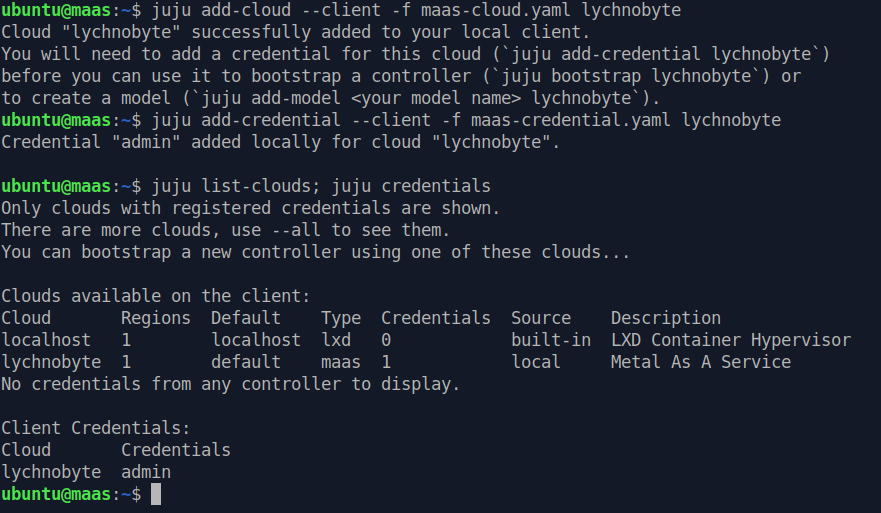 ubuntu@maas:~$ juju add-cloud --client -f maas-cloud.yaml lychnobyte
Cloud "lychnobyte" successfully added to your local client.
You will need to add a credential for this cloud (`juju add-credential lychnobyte`)
before you can use it to bootstrap a controller (`juju bootstrap lychnobyte`) or
to create a model (`juju add-model <your model name> lychnobyte`).
ubuntu@maas:~$ juju add-credential --client -f maas-credential.yaml lychnobyte
Credential "admin" added locally for cloud "lychnobyte".

ubuntu@maas:~$ juju list-clouds; juju credentials
Only clouds with registered credentials are shown.
There are more clouds, use --all to see them.
You can bootstrap a new controller using one of these clouds...

Clouds available on the client:
Cloud       Regions  Default    Type  Credentials  Source    Description
localhost   1        localhost  lxd   0            built-in  LXD Container Hypervisor
lychnobyte  1        default    maas  1            local     Metal As A Service
No credentials from any controller to display.

Client Credentials:
Cloud       Credentials
lychnobyte  admin
ubuntu@maas:~$